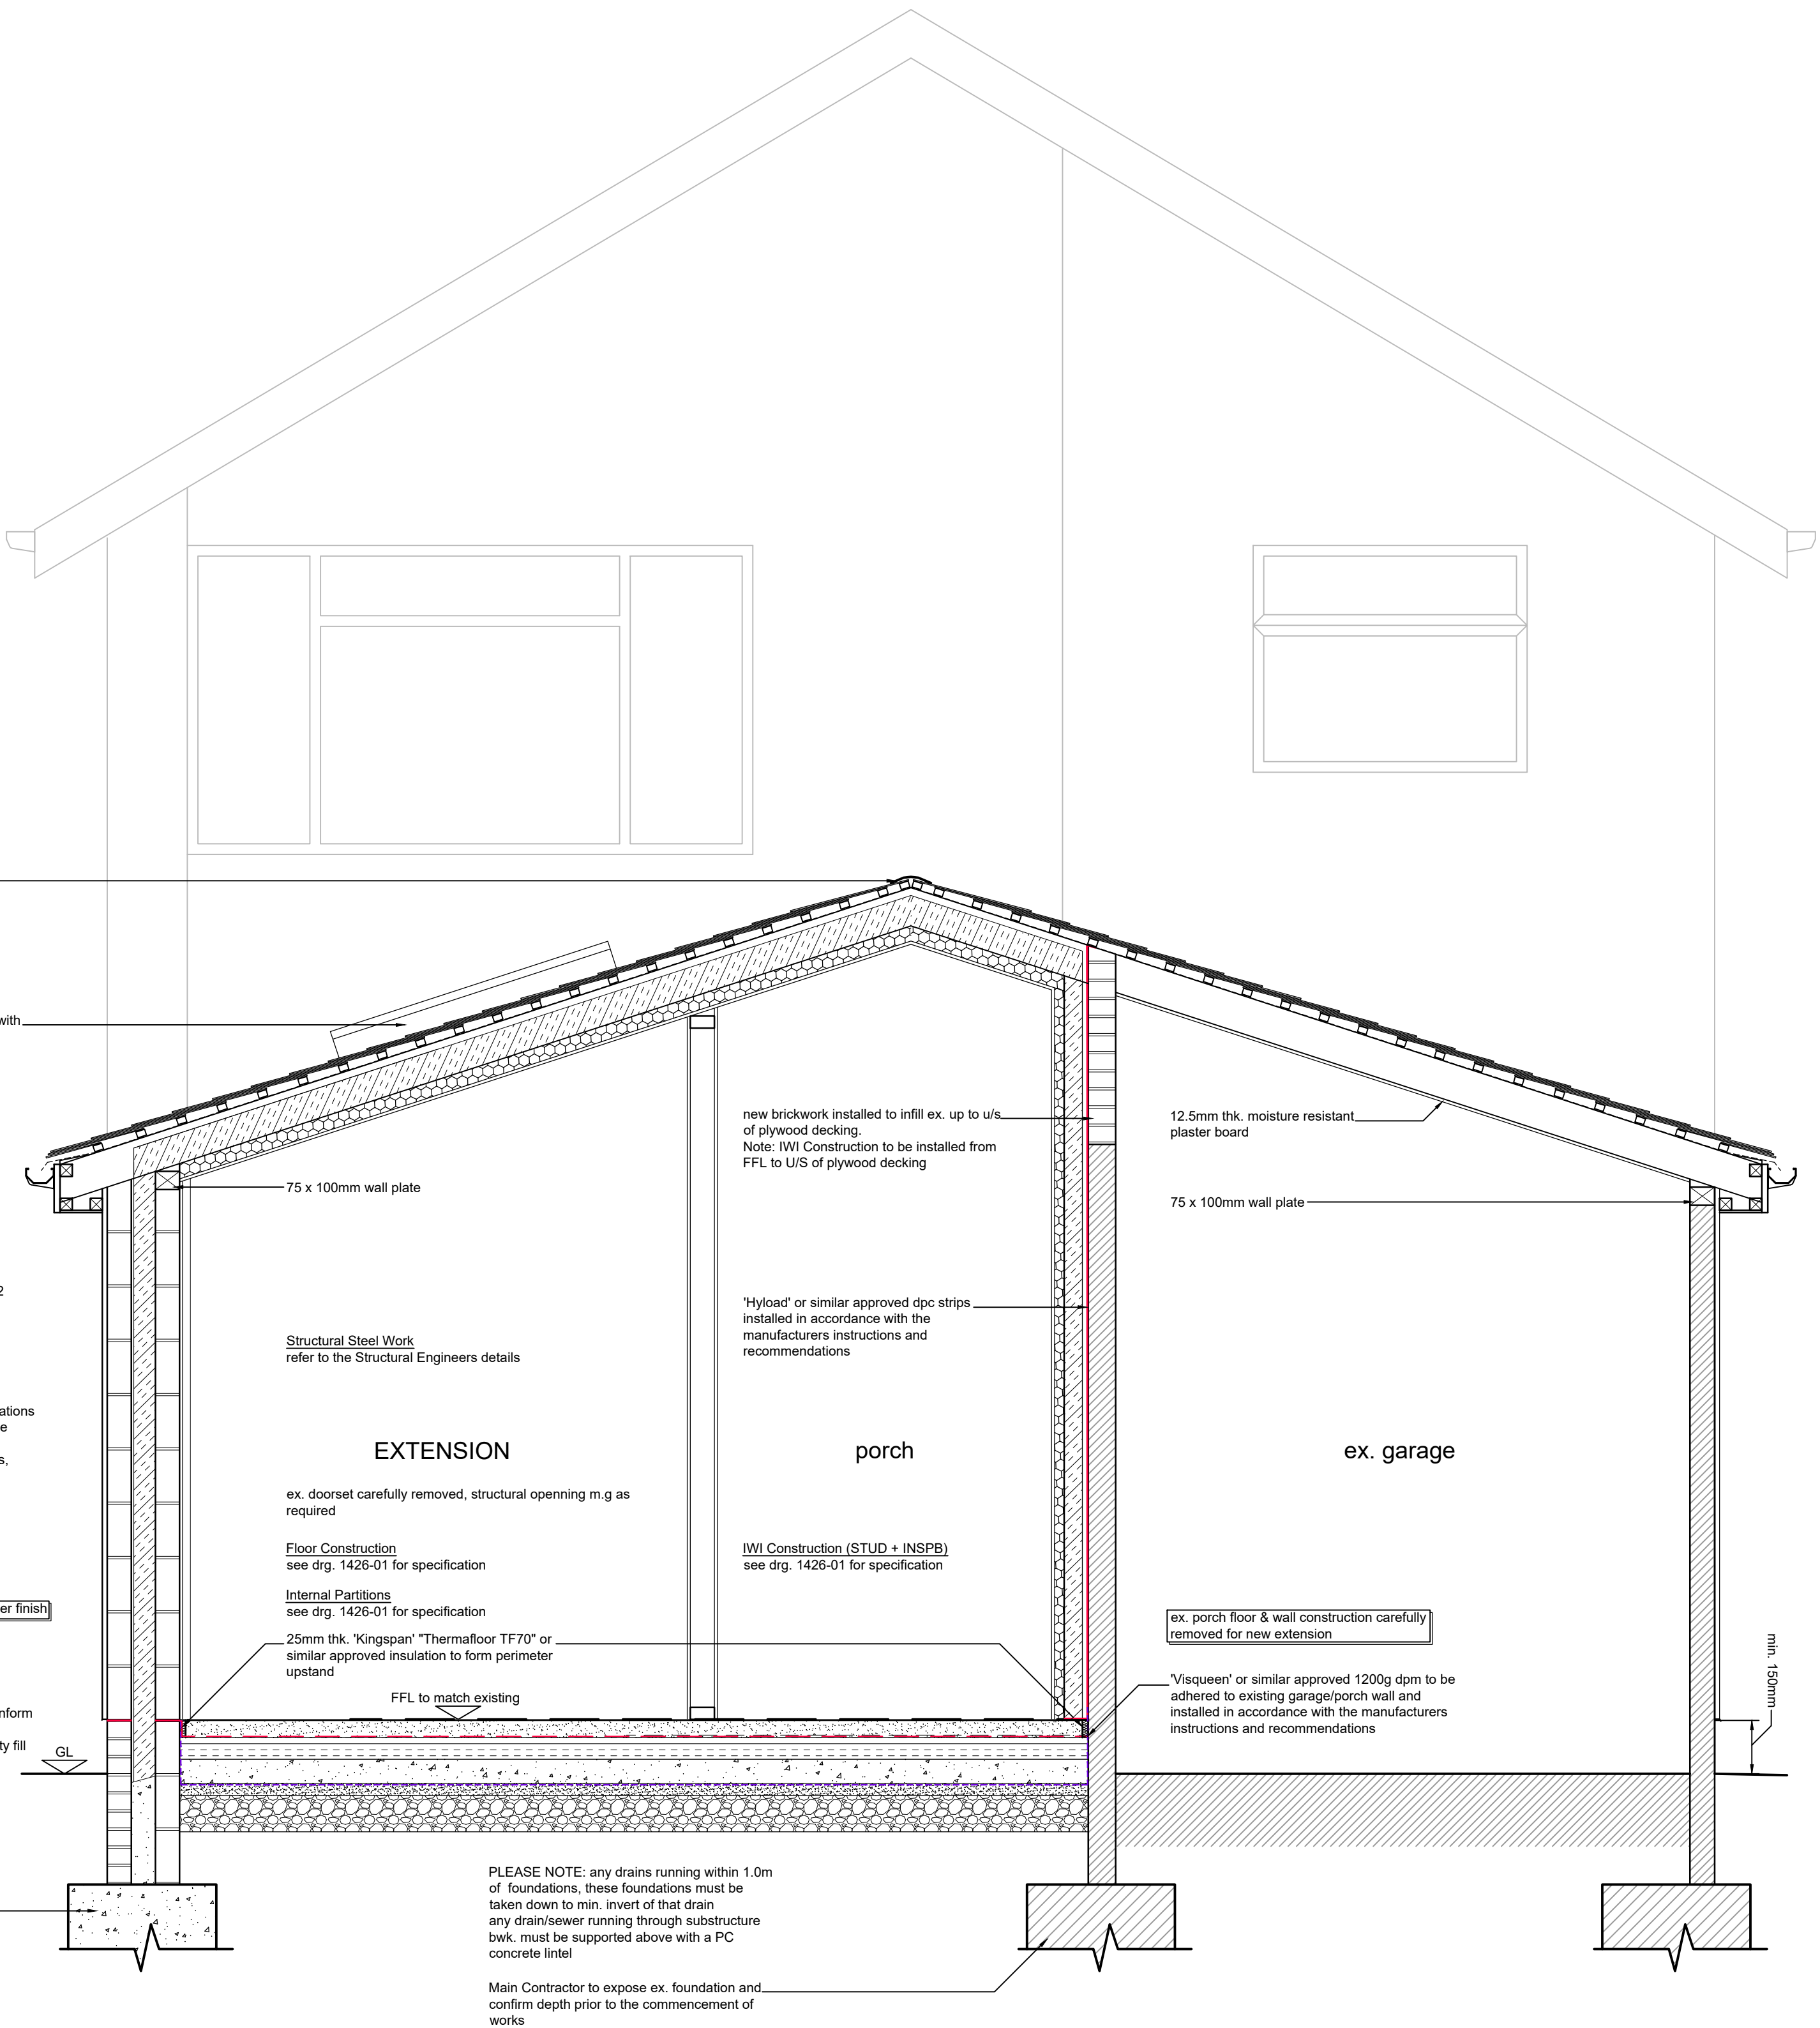 with
new brickwork installed to infill ex. up to u/s
of plywood decking.
Note: IWI Construction to be installed from
FFL to U/S of plywood decking
12.5mm thk. moisture resistant
plaster board
75 x 100mm wall plate
75 x 100mm wall plate
2
'Hyload' or similar approved dpc strips
installed in accordance with the
manufacturers instructions and
recommendations
Structural Steel Work
refer to the Structural Engineers details
ations
e
s,
EXTENSION
porch
ex. garage
ex. doorset carefully removed, structural openning m.g as
required
Floor Construction
see drg. 1426-01 for specification
IWI Construction (STUD + INSPB)
see drg. 1426-01 for specification
Internal Partitions
see drg. 1426-01 for specification
er finish
ex. porch floor & wall construction carefully
removed for new extension
25mm thk. 'Kingspan' "Thermafloor TF70" or
similar approved insulation to form perimeter
upstand
min. 150mm
'Visqueen' or similar approved 1200g dpm to be
adhered to existing garage/porch wall and
installed in accordance with the manufacturers
instructions and recommendations
FFL to match existing
nform
ty fill
GL
PLEASE NOTE: any drains running within 1.0m
of foundations, these foundations must be
taken down to min. invert of that drain
any drain/sewer running through substructure
bwk. must be supported above with a PC
concrete lintel
Main Contractor to expose ex. foundation and
confirm depth prior to the commencement of
works